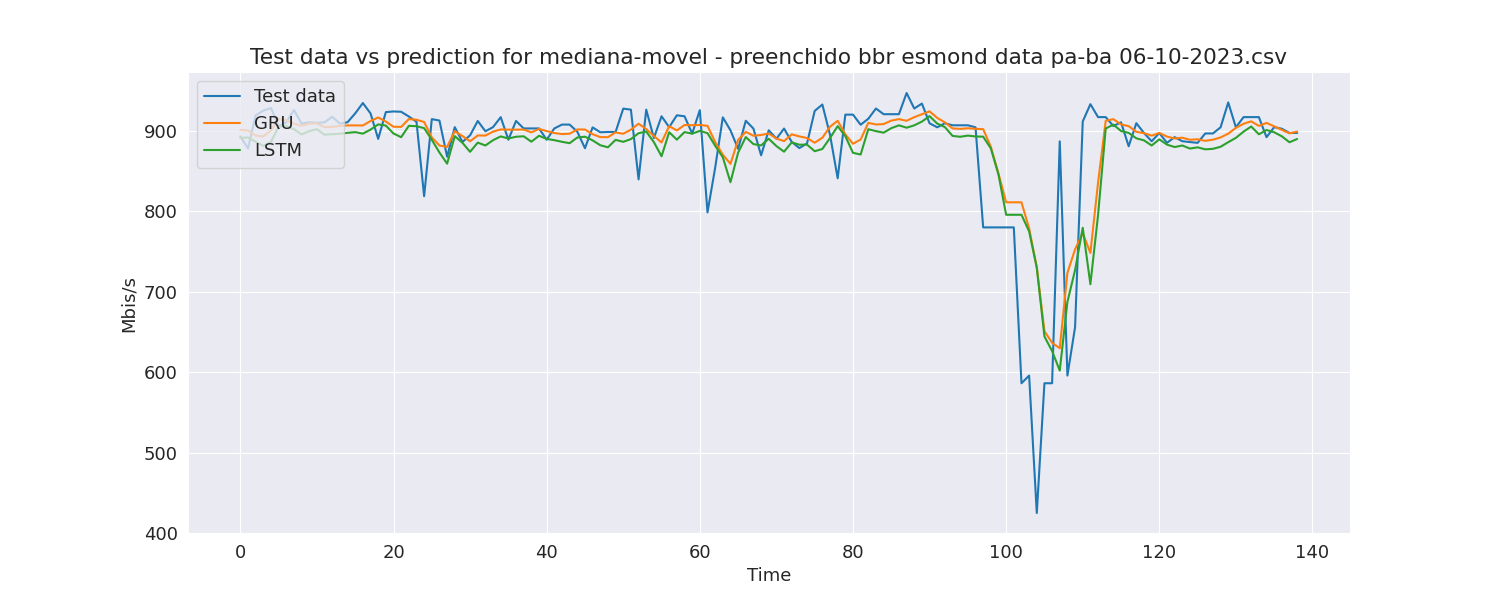 Test data vs prediction for mediana-movel - preenchido bbr esmond data pa-ba 06-10-2023.csv
Test data
GRU
LSTM
900
800
700
600
500
400
Mbis/s
0 20 40 60 80 100 120 140
Time